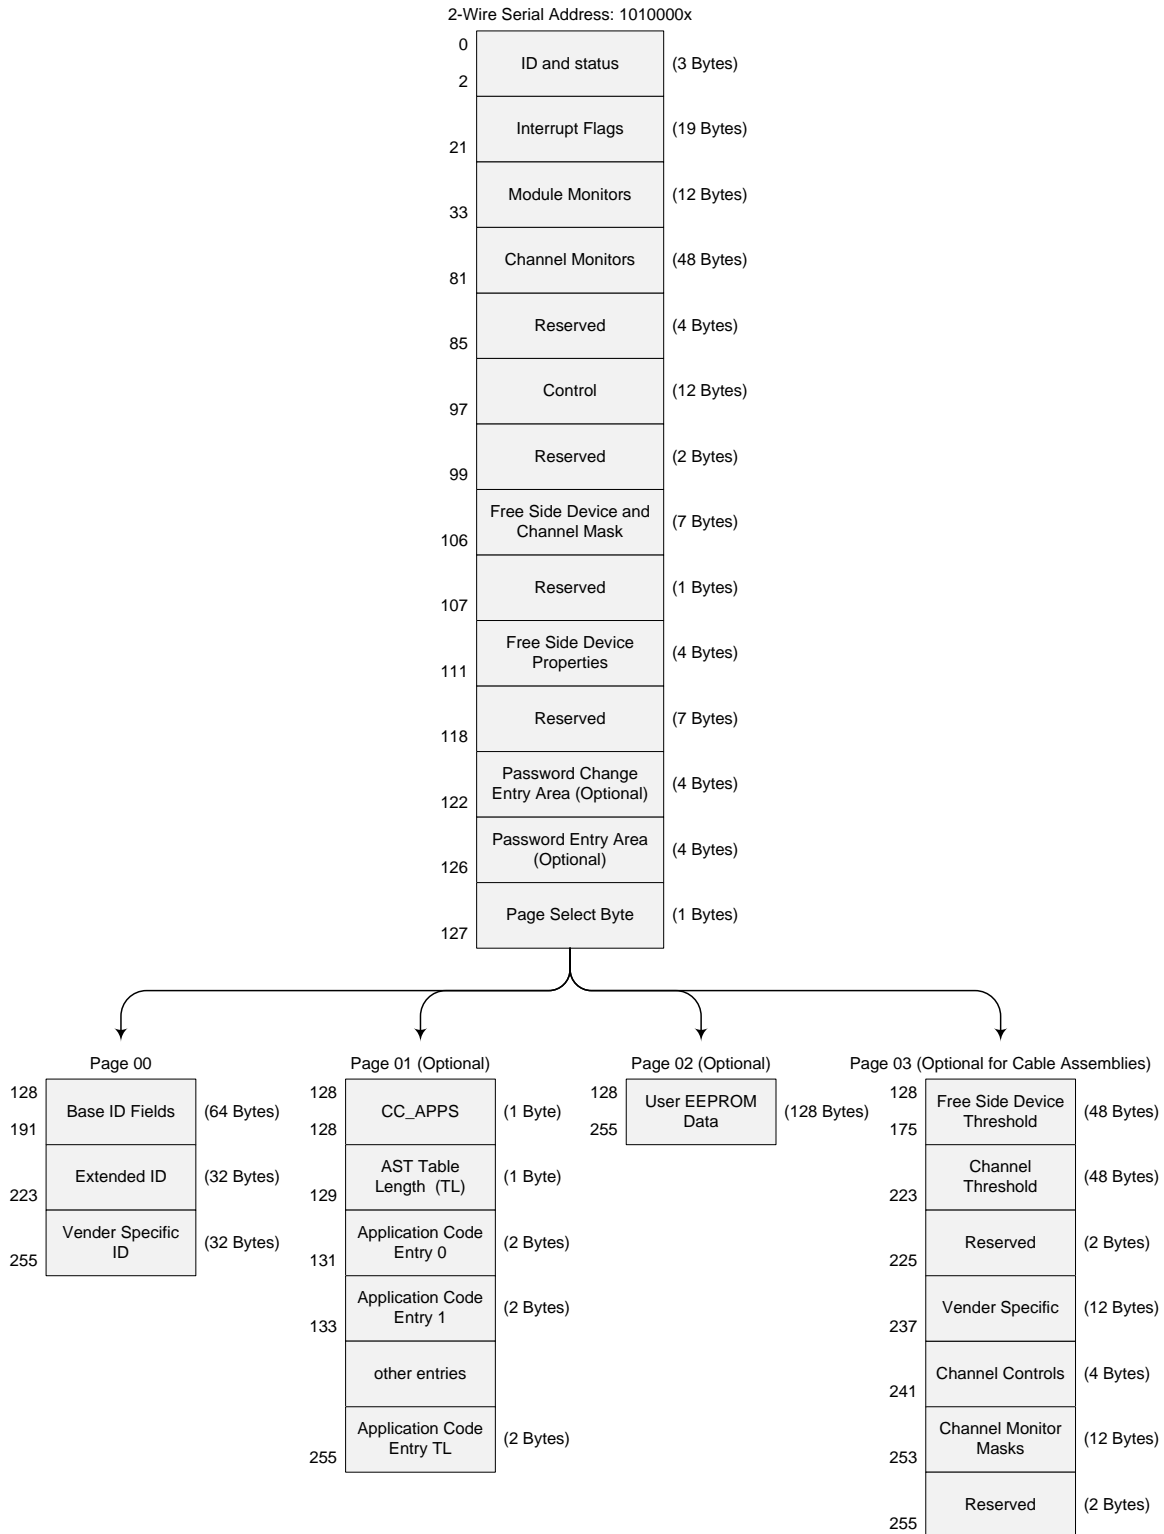 2-Wire Serial Address: 1010000x
0
ID and status
(3 Bytes)
2
Interrupt Flags
(19 Bytes)
21
Module Monitors
(12 Bytes)
33
Channel Monitors
(48 Bytes)
81
Reserved
(4 Bytes)
85
Control
(12 Bytes)
97
Reserved
(2 Bytes)
99
Free Side Device and
Channel Mask
(7 Bytes)
106
Reserved
(1 Bytes)
107
Free Side Device
Properties
(4 Bytes)
111
Reserved
(7 Bytes)
118
Password Change
Entry Area (Optional)
(4 Bytes)
122
Password Entry Area
(Optional)
(4 Bytes)
126
Page Select Byte
(1 Bytes)
127
Page 00
128
Base ID Fields
(64 Bytes)
191
Extended ID
(32 Bytes)
223
Vender Specific
ID
(32 Bytes)
255
Page 01 (Optional)
128
CC_APPS
(1 Byte)
128
AST Table
Length (TL)
(1 Byte)
129
Application Code
Entry 0
(2 Bytes)
131
Application Code
Entry 1
(2 Bytes)
133
other entries
Application Code
Entry TL
(2 Bytes)
255
Page 02 (Optional)
128
User EEPROM
Data
(128 Bytes)
255
Page 03 (Optional for Cable Assemblies)
128
Free Side Device
Threshold
(48 Bytes)
175
Channel
Threshold
(48 Bytes)
223
Reserved
(2 Bytes)
225
Vender Specific
(12 Bytes)
237
Channel Controls
(4 Bytes)
241
Channel Monitor
Masks
(12 Bytes)
253
Reserved
(2 Bytes)
255